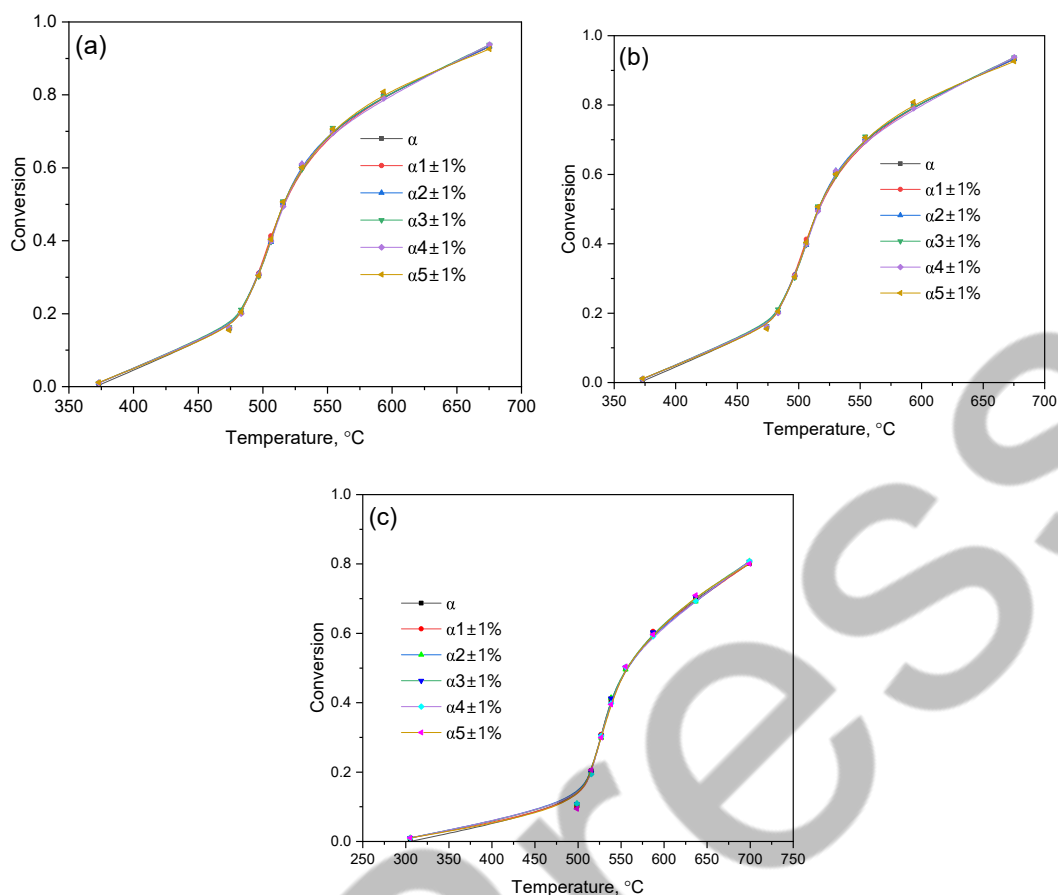 (a)
1.0
0.8
0.6
0.4
0.2
0.0
Conversion
α
α1±1%
α2±1%
α3±1%
α4±1%
α5±1%
350 400 450 500 550 600 650 700
Temperature, °C
(b)
1.0
0.8
0.6
0.4
0.2
0.0
Conversion
α
α1±1%
α2±1%
α3±1%
α4±1%
α5±1%
350 400 450 500 550 600 650 700
Temperature, °C
(c)
1.0
0.8
0.6
0.4
0.2
0.0
Conversion
α
α1±1%
α2±1%
α3±1%
α4±1%
α5±1%
250 300 350 400 450 500 550 600 650 700 750
Temperature, °C
ress